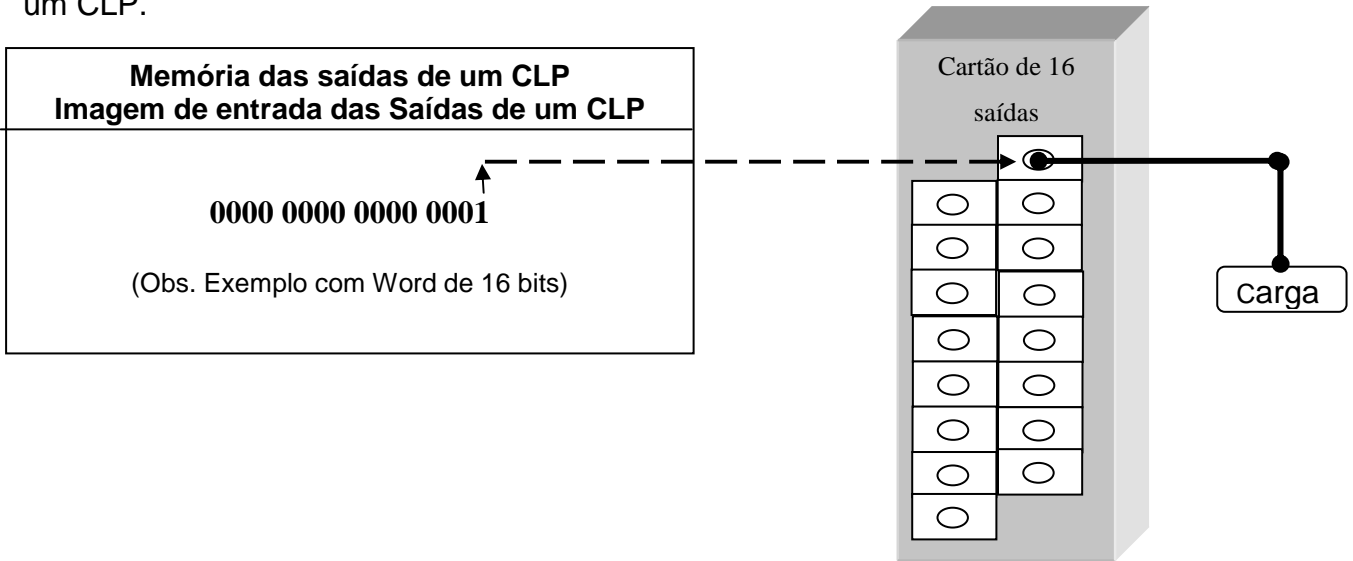 um CLP.
Memória das saídas de um CLP
Imagem de entrada das Saídas de um CLP
0000 0000 0000 0001
(Obs. Exemplo com Word de 16 bits)
Cartão de 16
saídas
Carga